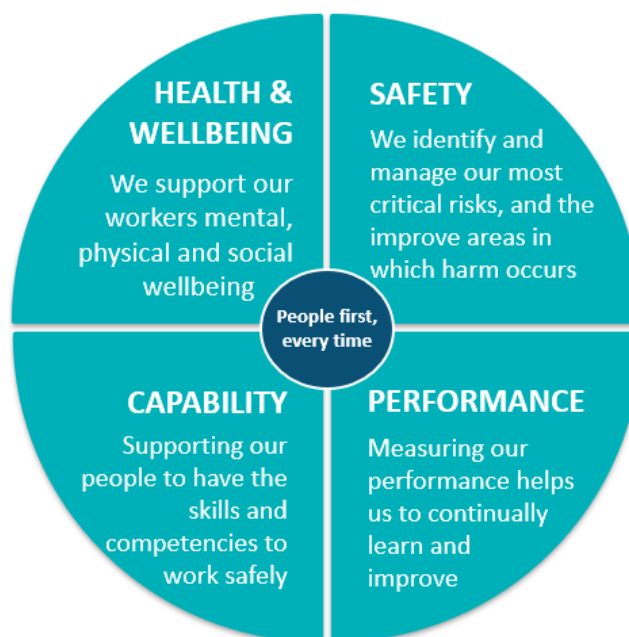 HEALTH &
WELLBEING
We support our
workers mental,
physical and social
wellbeing
SAFETY
We identify and
manage our most
critical risks, and the
improve areas in
which harm occurs
People first,
every time
CAPABILITY
Supporting our
people to have the
skills and
competencies to
work safely
PERFORMANCE
Measuring our
performance helps
us to continually
learn and
improve